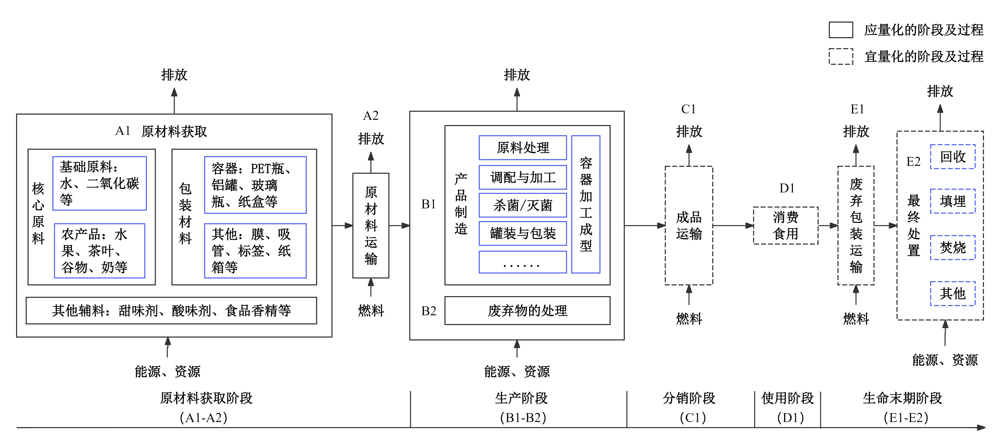 应量化的阶段及过程
宜量化的阶段及过程
排放
A1 原材料获取
核心原料
基础原料：
水、二氧化碳
等
农产品：水
果、茶叶、
谷物、奶等
包装材料
容器：PET瓶、
铝罐、玻璃
瓶、纸盒等
其他：膜、吸
管、标签、纸
箱等
其他辅料：甜味剂、酸味剂、食品香精等
能源、资源
A2
排放
原材料运输
燃料
排放
B1
产品制造
原料处理
调配与加工
杀菌/灭菌
罐装与包装
......
容器加工成型
B2
废弃物的处理
能源、资源
C1
排放
成品
运输
燃料
D1
消费
食用
E1
排放
废弃包装运输
燃料
排放
E2
最终处置
回收
填埋
焚烧
其他
能源、资源
原材料获取阶段
（A1-A2）
生产阶段
（B1-B2）
分销阶段
（C1）
使用阶段
（D1）
生命末期阶段
（E1-E2）